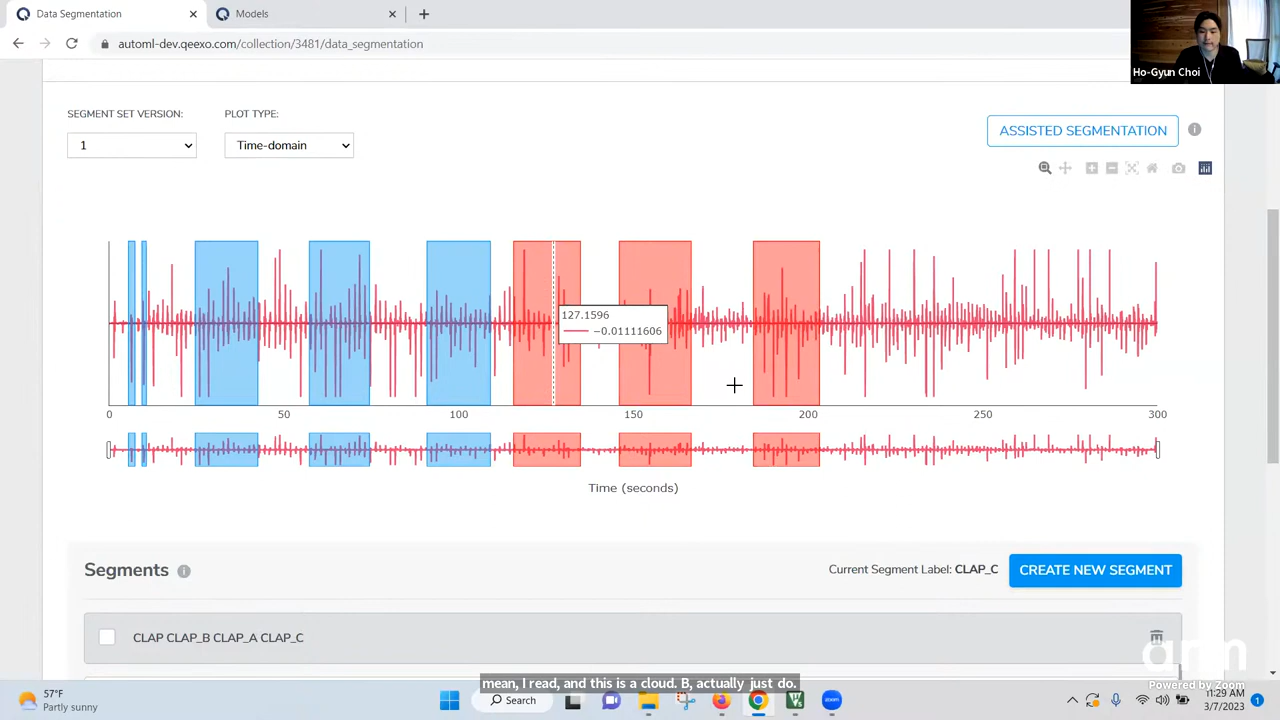 Data Segmentation
Models
automl-dev.qeexo.com/collection/3481/data_segmentation
Ho-Gyun Choi
SEGMENT SET VERSION:
PLOT TYPE:
1
Time-domain
ASSISTED SEGMENTATION
127.1596
−0.01111606
0 50 100 150 200 250 300
Time (seconds)
Segments
Current Segment Label: CLAP_C
CREATE NEW SEGMENT
CLAP CLAP_B CLAP_A CLAP_C
arm
Powered by Zoom
mean, I read, and this is a cloud. B, actually just do.
57°F
Partly sunny
Search
zoom
11:29 AM
3/7/2023
1